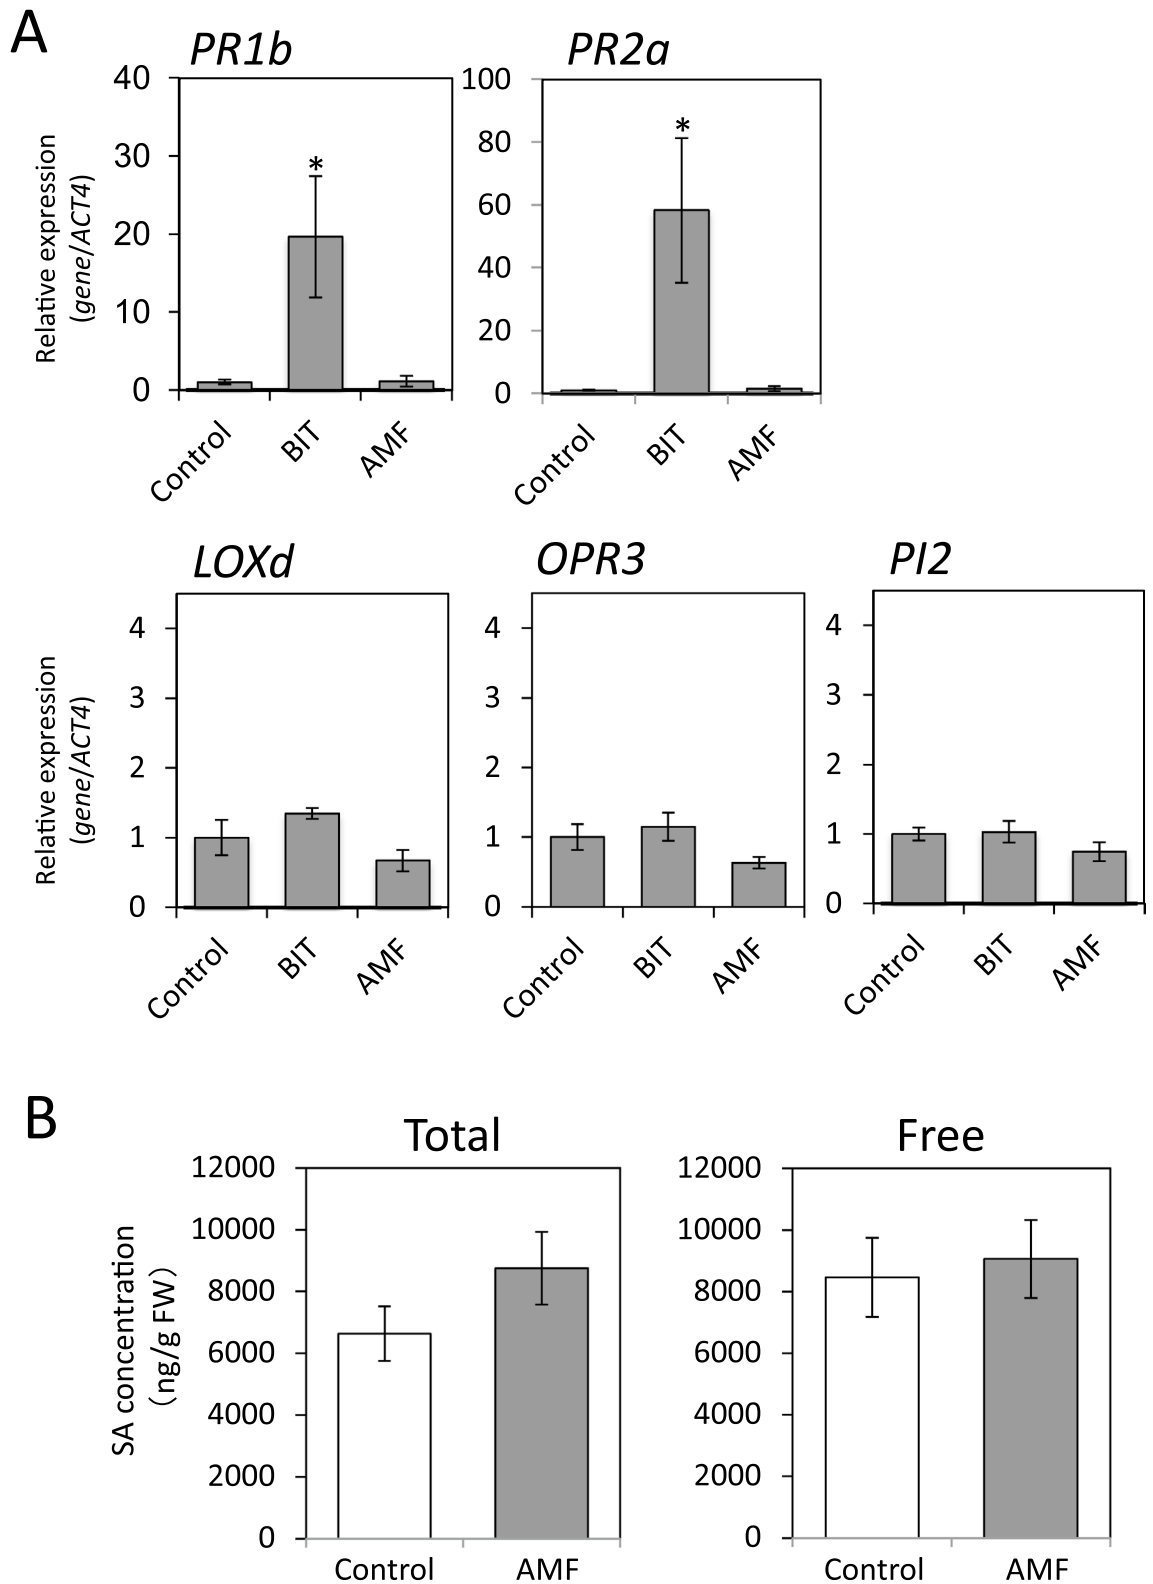 A
PR1b
PR2a
Relative expression
(gene/ACT4)
40
30
20
10
0
*
Control
BIT
AMF
100
80
60
40
20
0
*
Control
BIT
AMF
LOXd
OPR3
PI2
Relative expression
(gene/ACT4)
4
3
2
1
0
Control
BIT
AMF
4
3
2
1
0
Control
BIT
AMF
4
3
2
1
0
Control
BIT
AMF
B
Total
Free
SA concentration
(ng/g FW)
12000
10000
8000
6000
4000
2000
0
Control
AMF
12000
10000
8000
6000
4000
2000
0
Control
AMF